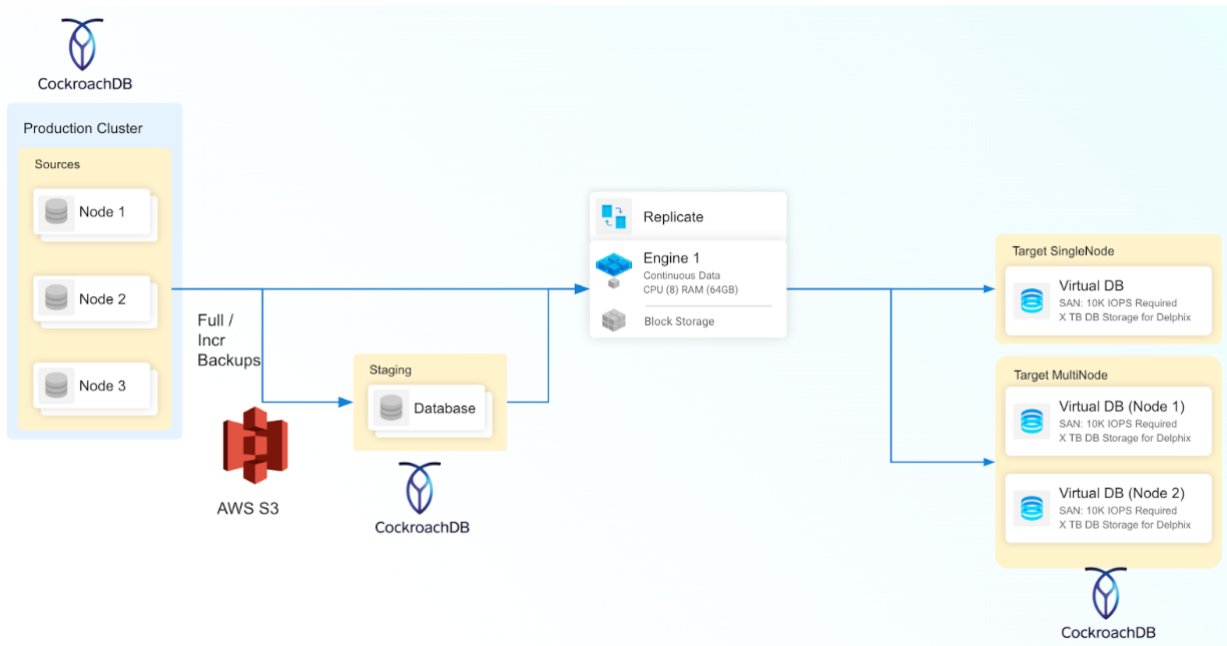 CockroachDB
Production Cluster
Sources
Node 1
Node 2
Node 3
Full /
Incr
Backups
AWS S3
Staging
Database
CockroachDB
Replicate
Engine 1
Continuous Data
CPU (8) RAM (64GB)
Block Storage
Target SingleNode
Virtual DB
SAN: 10K IOPS Required
X TB DB Storage for Delphix
Target MultiNode
Virtual DB (Node 1)
SAN: 10K IOPS Required
X TB DB Storage for Delphix
Virtual DB (Node 2)
SAN: 10K IOPS Required
X TB DB Storage for Delphix
CockroachDB